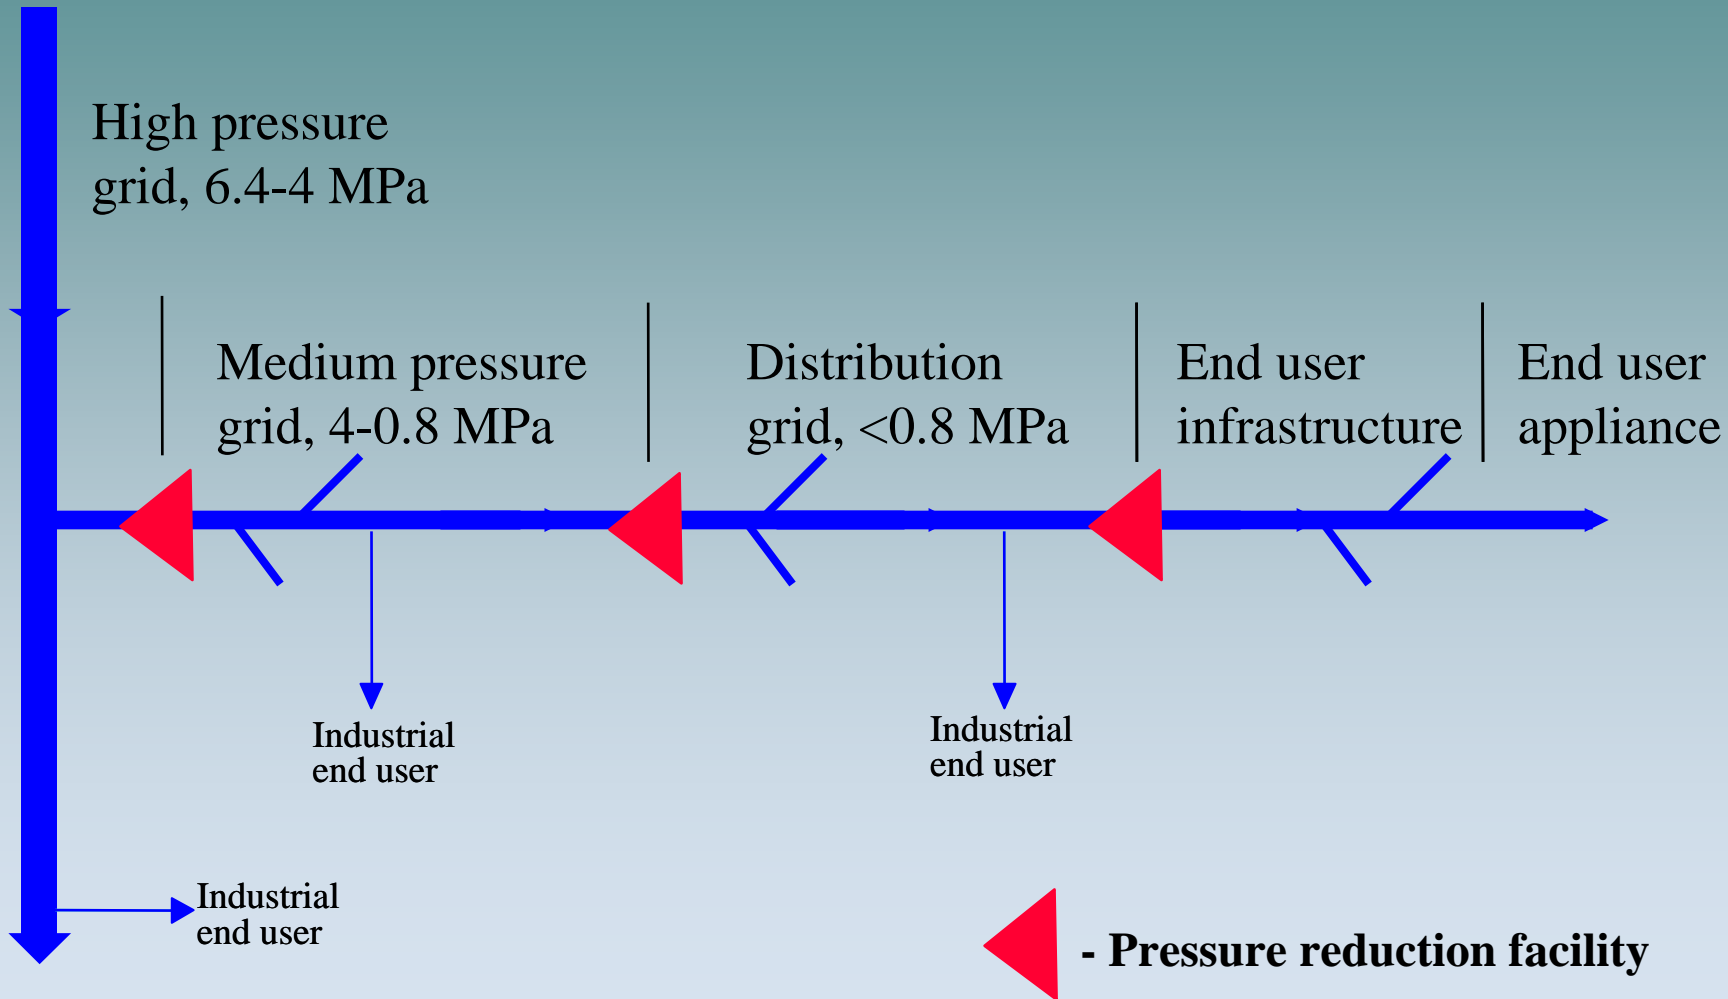 High pressure
grid, 6.4-4 MPa
Medium pressure
grid, 4-0.8 MPa
Distribution
grid, <0.8 MPa
End user
infrastructure
End user
appliance
Industrial
end user
Industrial
end user
Industrial
end user
- Pressure reduction facility